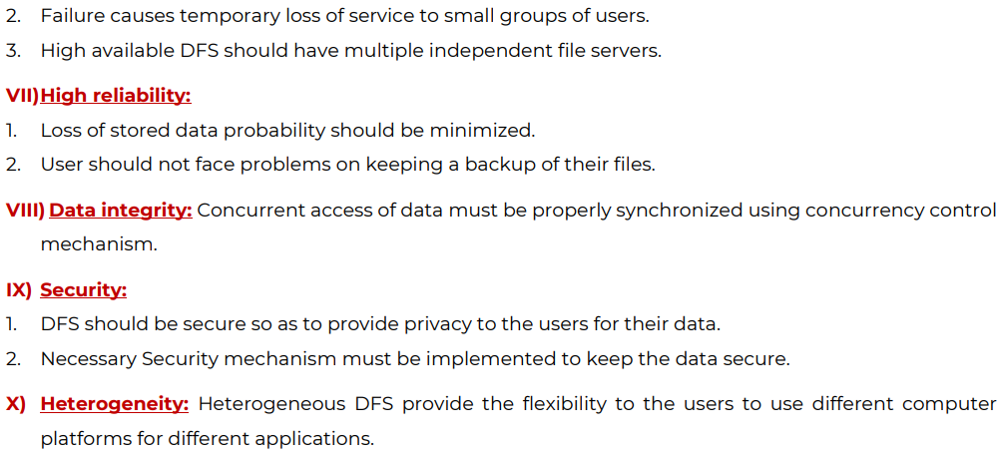 2. Failure causes temporary loss of service to small groups of users.
3. High available DFS should have multiple independent file servers.
VII)High reliability:
1. Loss of stored data probability should be minimized.
2. User should not face problems on keeping a backup of their files.
VIII) Data integrity: Concurrent access of data must be properly synchronized using concurrency control
mechanism.
IX) Security:
1. DFS should be secure so as to provide privacy to the users for their data.
2. Necessary Security mechanism must be implemented to keep the data secure.
X) Heterogeneity: Heterogeneous DFS provide the flexibility to the users to use different computer
platforms for different applications.